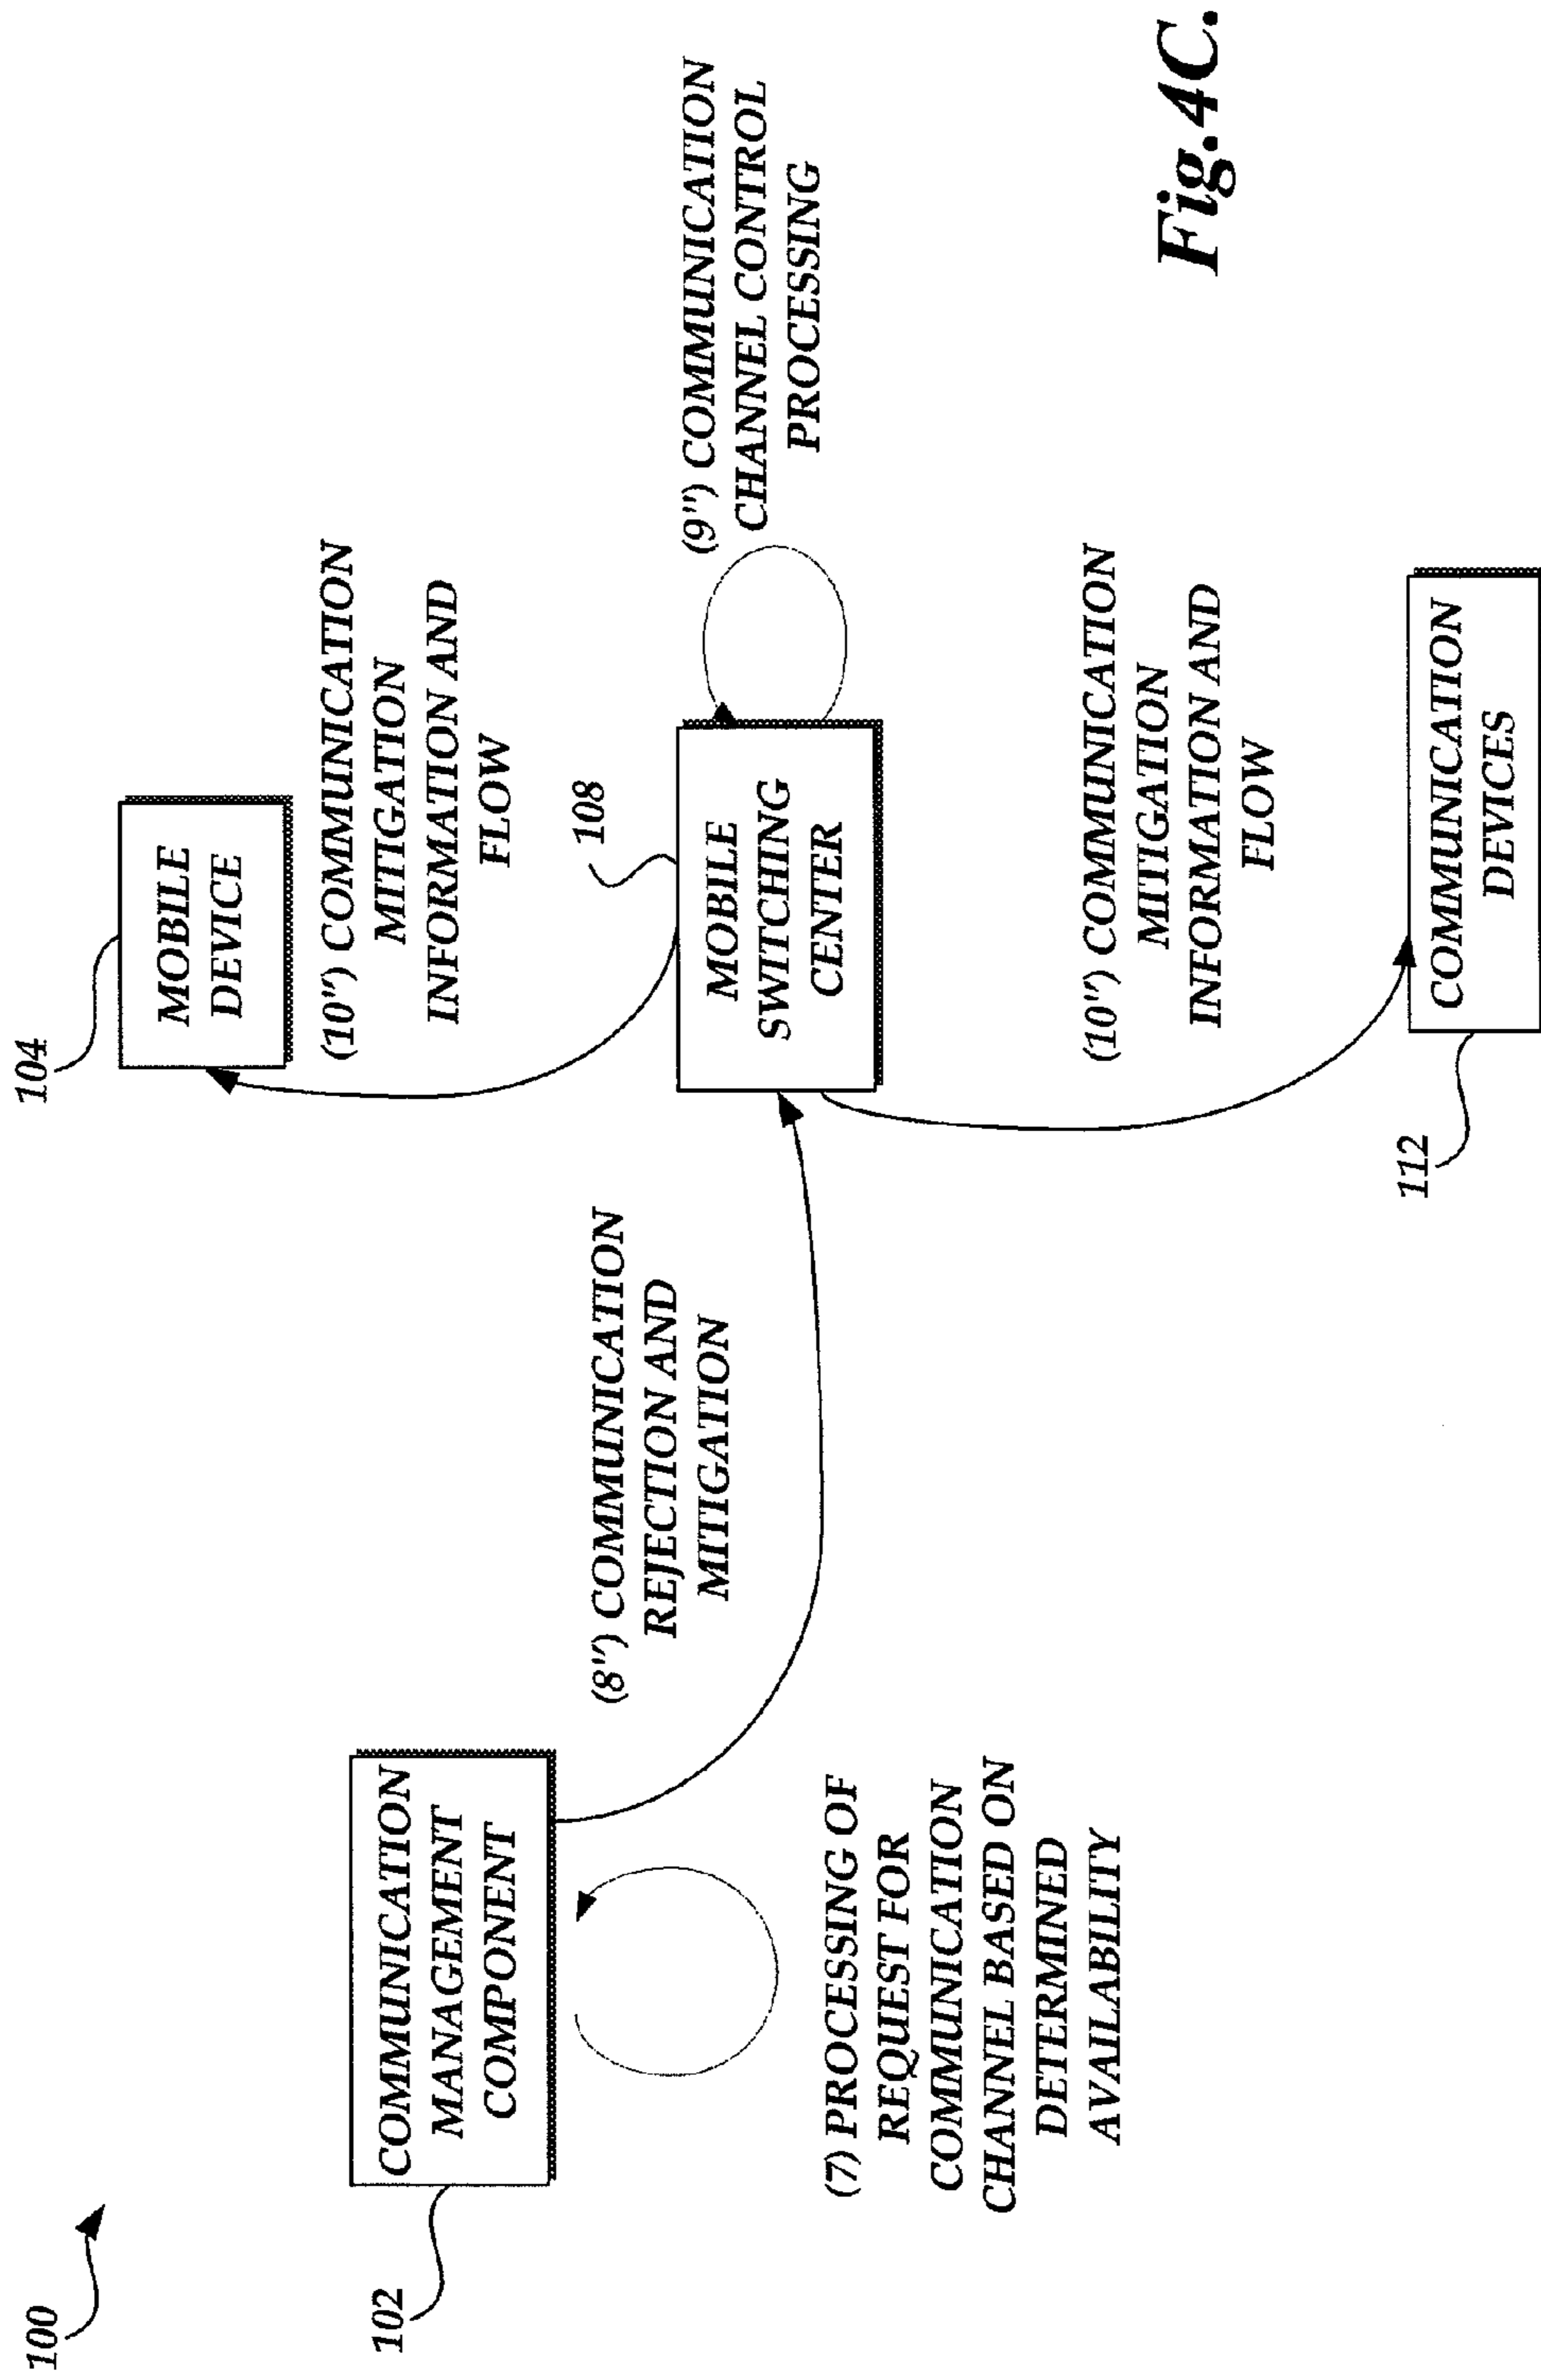 100
104
MOBILE
DEVICE
(10") COMMUNICATION
MITIGATION
INFORMATION AND
FLOW
102
COMMUNICATION
MANAGEMENT
COMPONENT
(8") COMMUNICATION
REJECTION AND
MITIGATION
108
MOBILE
SWITCHING
CENTER
(9") COMMUNICATION
CHANNEL CONTROL
PROCESSING
(7) PROCESSING OF
REQUEST FOR
COMMUNICATION
CHANNEL BASED ON
DETERMINED
AVAILABILITY
(10") COMMUNICATION
MITIGATION
INFORMATION AND
FLOW
112
COMMUNICATION
DEVICES
Fig.4C.